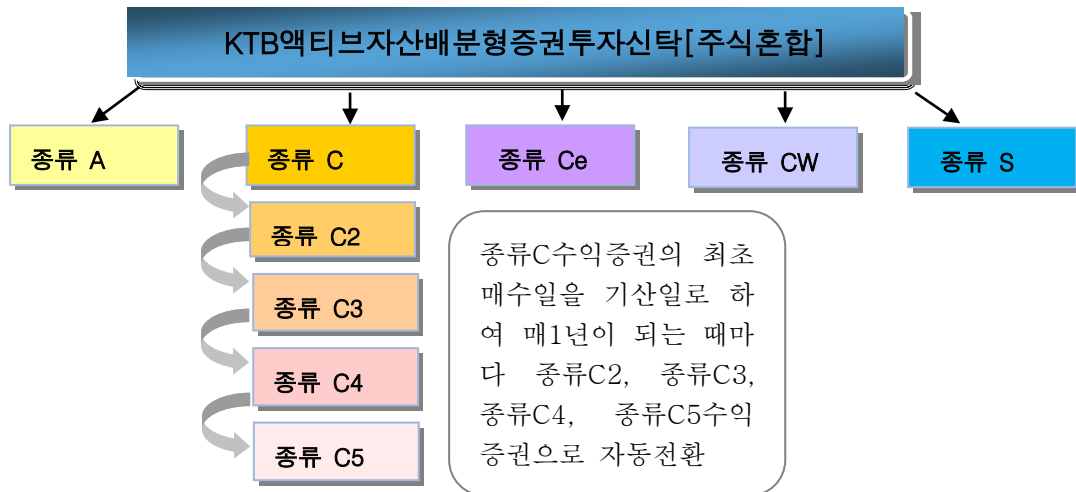 KTB액티브자산배분형증권투자신탁[주식혼합]
종류 A
종류 C
종류 Ce
종류 CW
종류 S
종류 C2
종류 C3
종류 C4
종류 C5
종류C수익증권의 최초
매수일을 기산일로 하
여 매1년이 되는 때마
다 종류C2, 종류C3,
종류C4, 종류C5수익
증권으로 자동전환